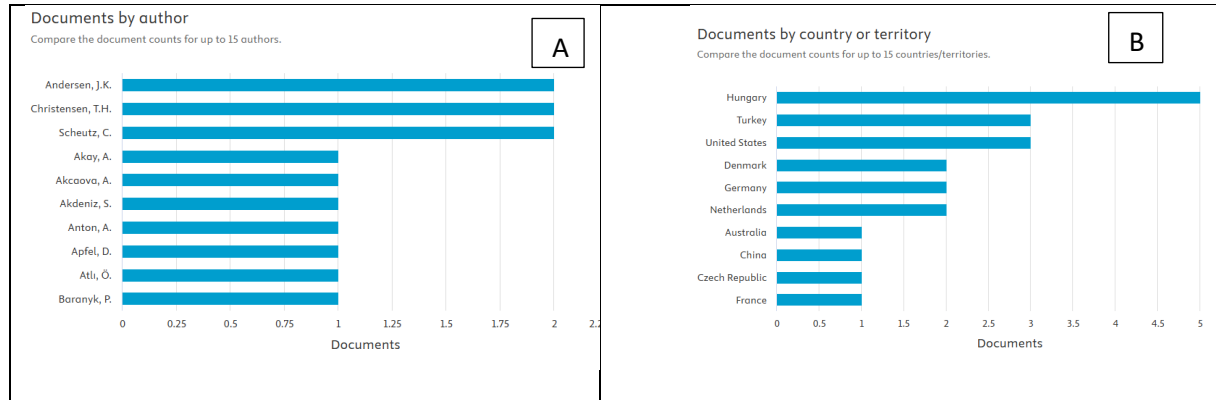 Documents by author
Compare the document counts for up to 15 authors.
A
Andersen, J.K.
Christensen, T.H.
Scheutz, C.
Akay, A.
Akcaova, A.
Akdeniz, S.
Anton, A.
Apfel, D.
Atlı, Ö.
Baranyk, P.
0 0.25 0.5 0.75 1 1.25 1.5 1.75 2 2.2
Documents
Documents by country or territory
Compare the document counts for up to 15 countries/territories.
B
Hungary
Turkey
United States
Denmark
Germany
Netherlands
Australia
China
Czech Republic
France
0 0.5 1 1.5 2 2.5 3 3.5 4 4.5 5
Documents